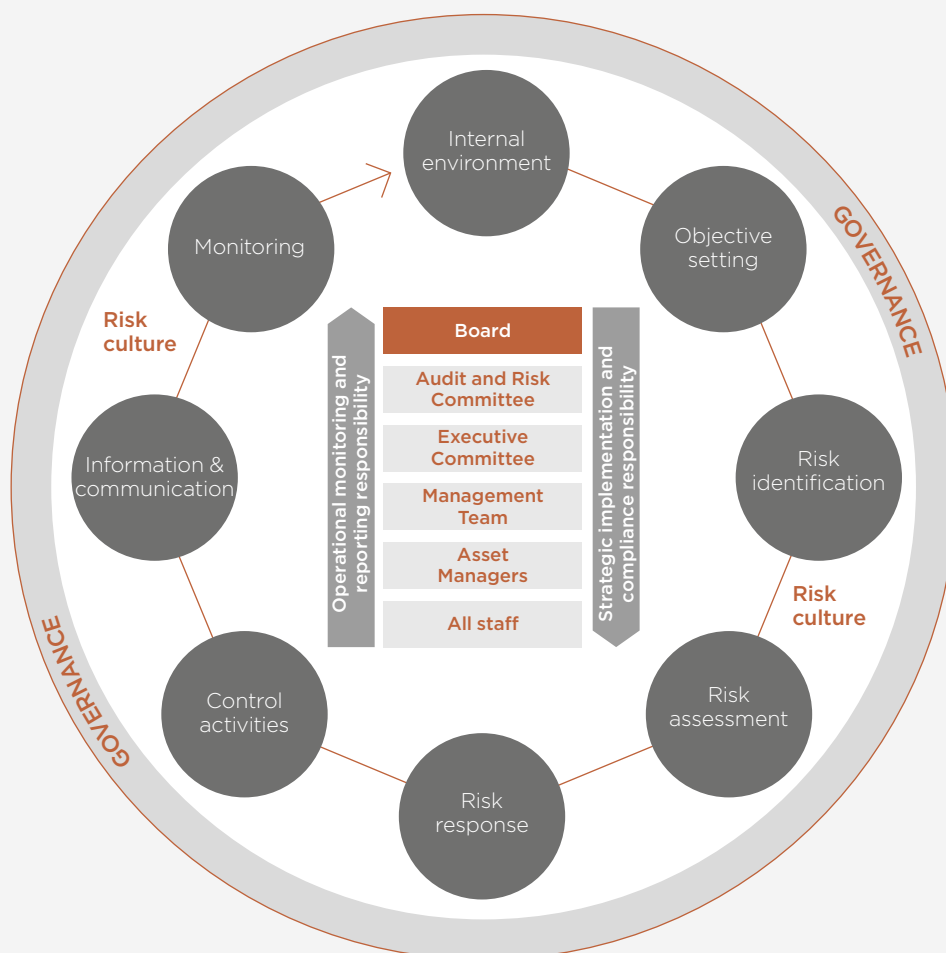 Internal
environment
Objective
setting
Risk
identification
Risk
assessment
Risk
response
Control
activities
Information &
communication
Monitoring
Risk
culture
Risk
culture
GOVERNANCE
GOVERNANCE
Operational monitoring and
reporting responsibility
Board
Audit and Risk
Committee
Executive
Committee
Management
Team
Asset
Managers
All staff
Strategic implementation and
compliance responsibility